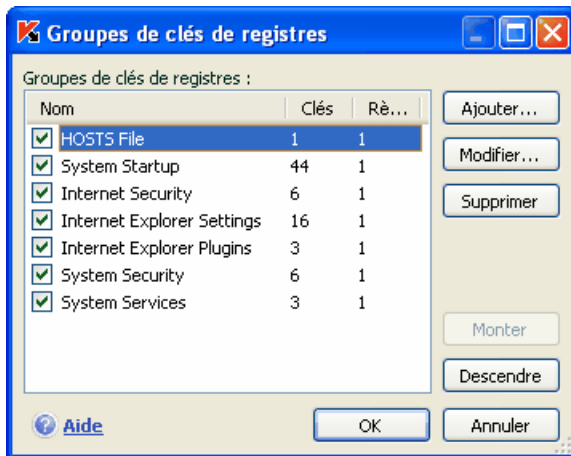 Groupes de clés de registres
Groupes de clés de registres :
Nom Clés Rè...
HOSTS File 1 1
System Startup 44 1
Internet Security 6 1
Internet Explorer Settings 16 1
Internet Explorer Plugins 3 1
System Security 6 1
System Services 3 1
Ajouter...
Modifier...
Supprimer
Monter
Descendre
Aide
OK
Annuler